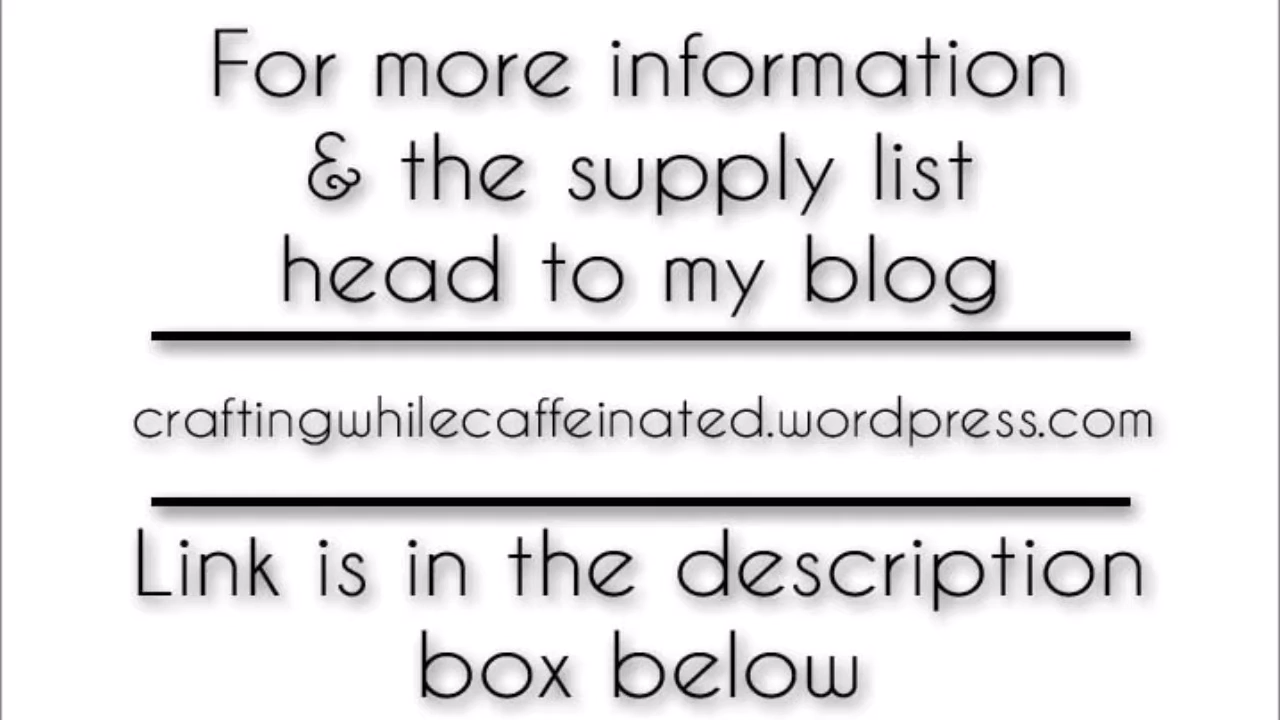 For more information
& the supply list
head to my blog
craftingwhilecaffeinated.wordpress.com
Link is in the description
box below